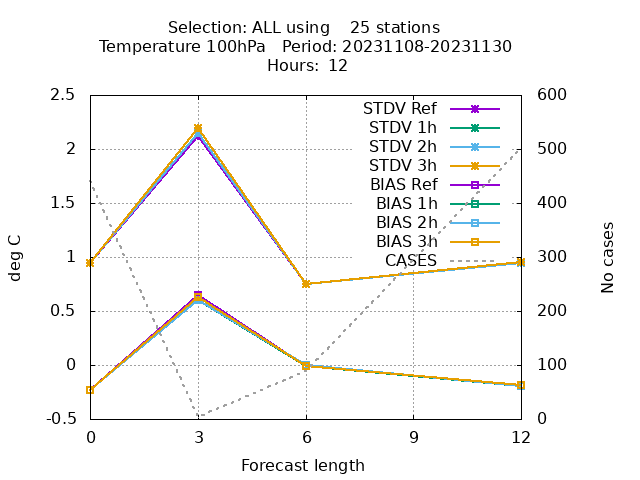 Selection: ALL using    25 stations
Temperature 100hPa   Period: 20231108-20231130
Hours:  12
2.5
2
1.5
1
0.5
0
-0.5
deg C
600
500
400
300
200
100
0
No cases
STDV Ref
STDV 1h
STDV 2h
STDV 3h
BIAS Ref
BIAS 1h
BIAS 2h
BIAS 3h
CASES
0 3 6 9 12
Forecast length